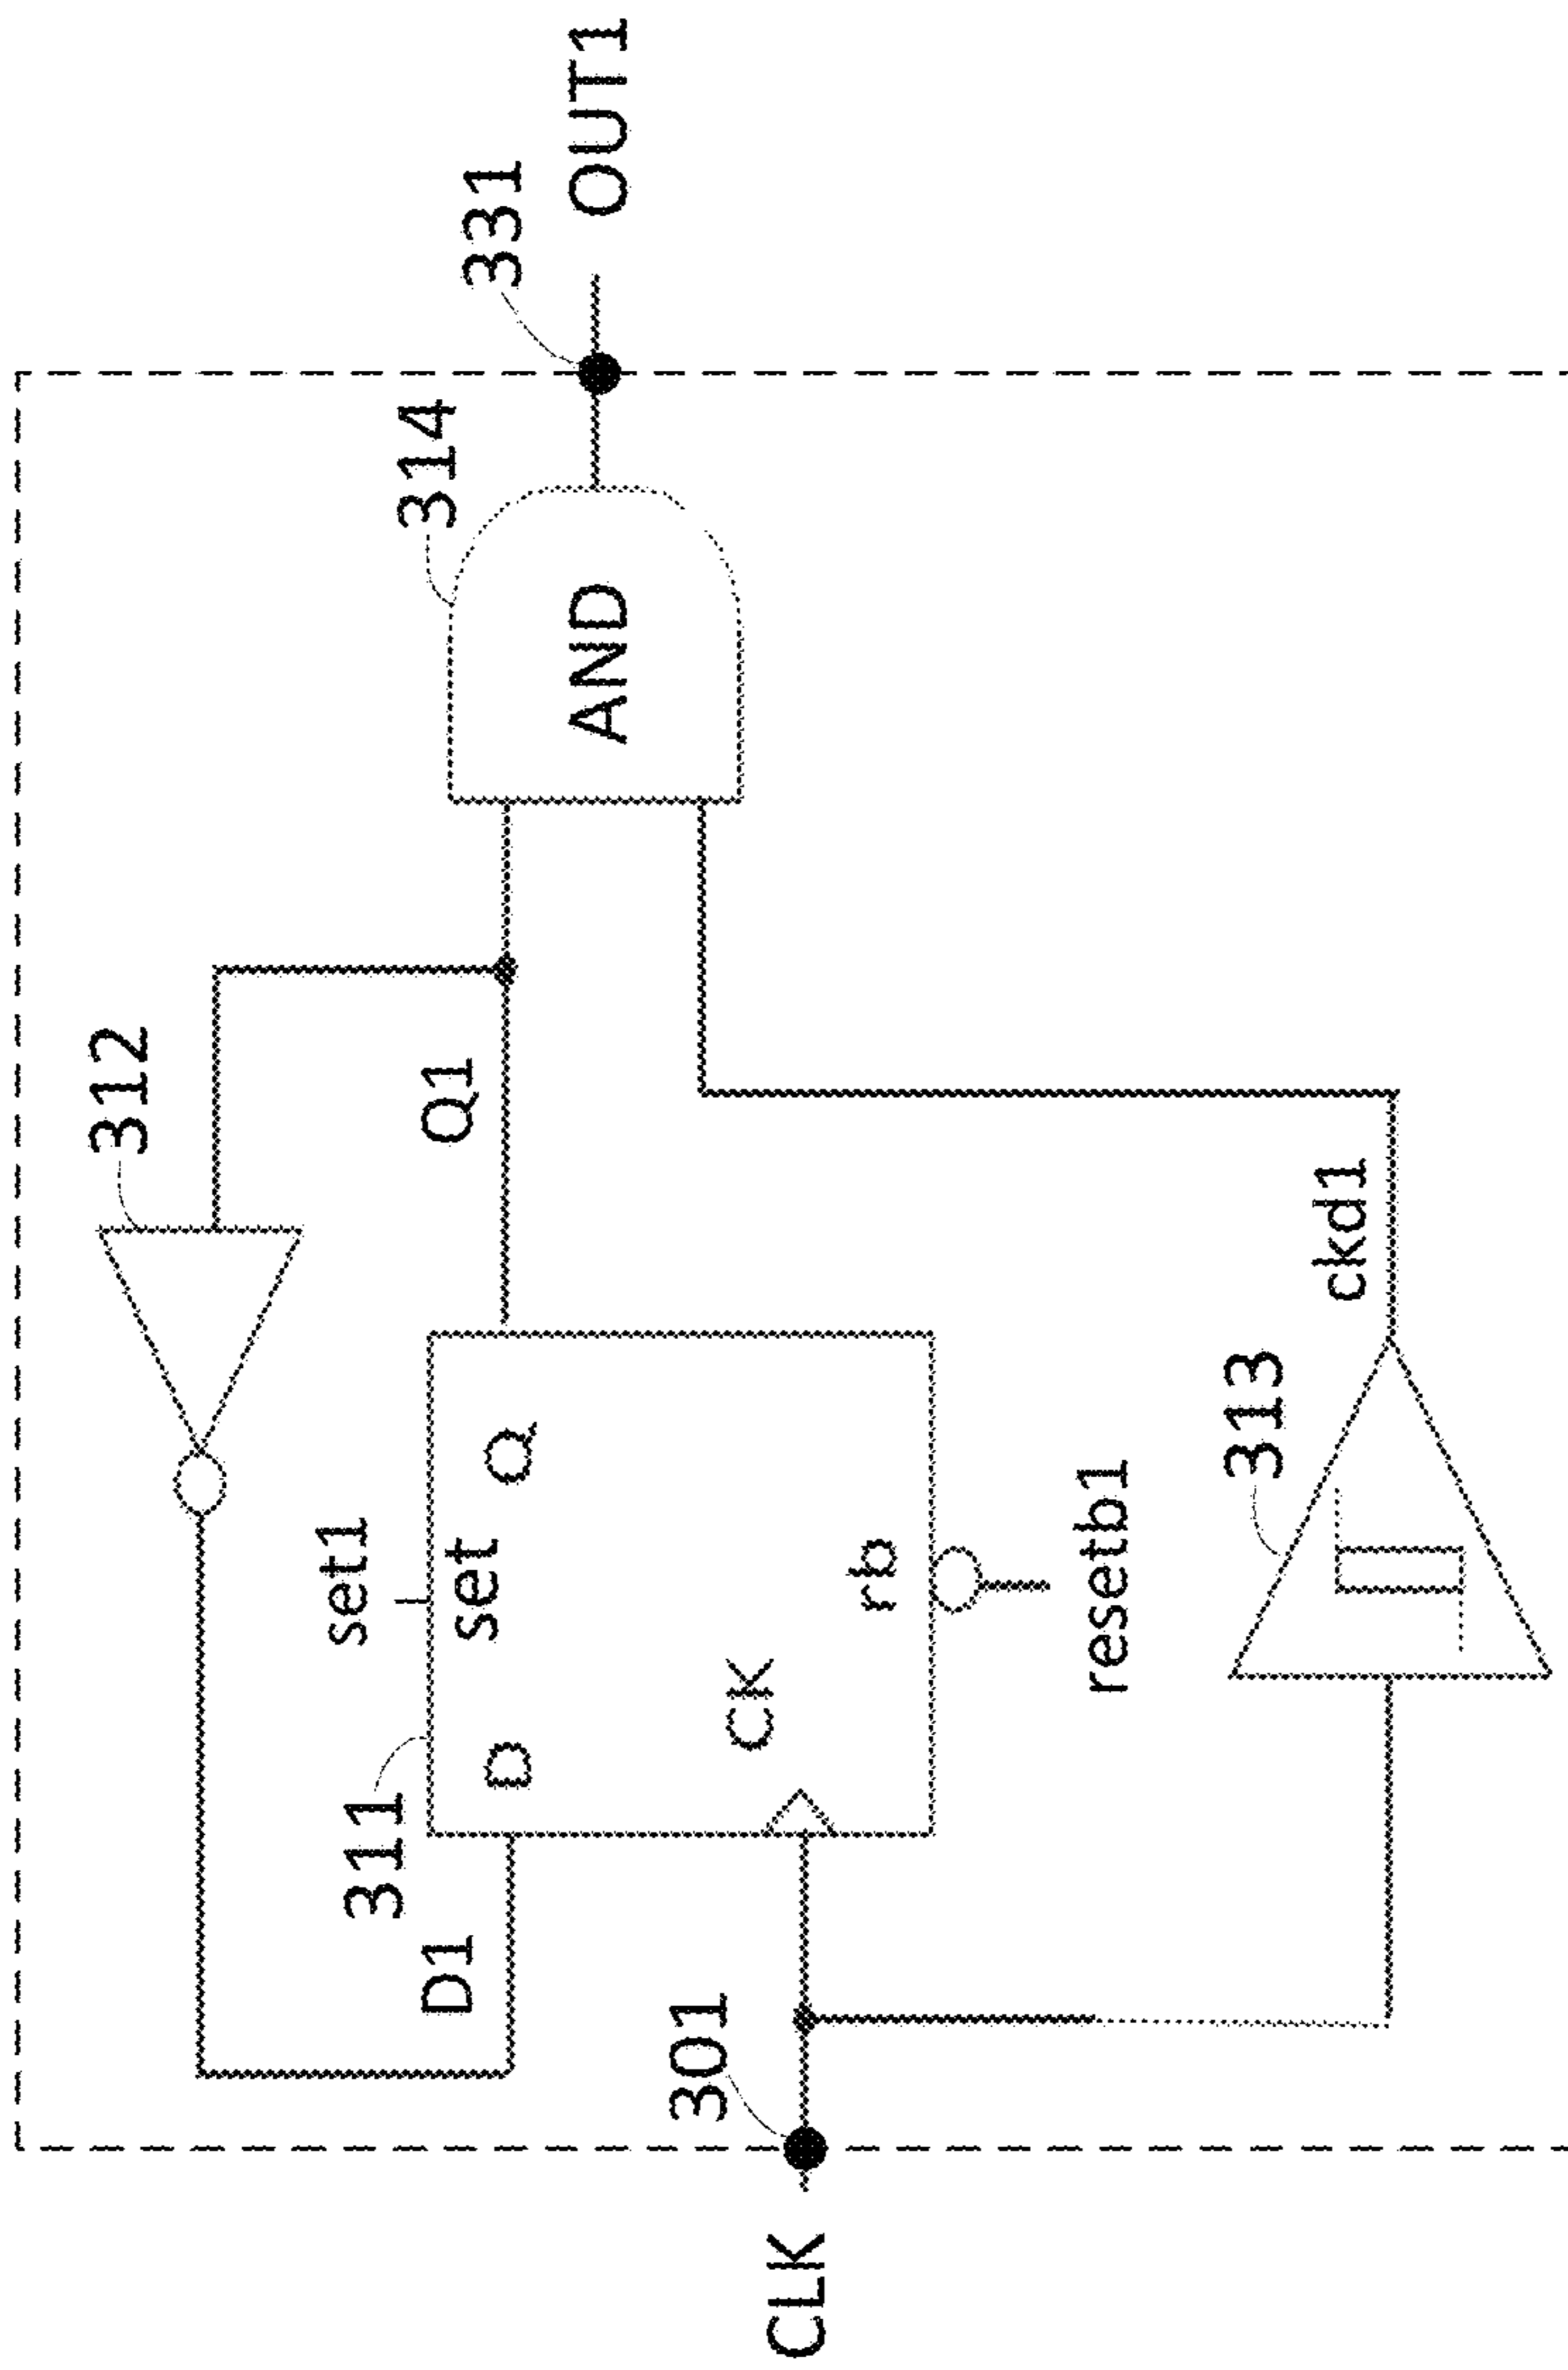 312
set1
311
D1
D
set
Q
Q1
314
331
AND
OUT1
301
CK
rb
CLK
resetb1
313
ckd1